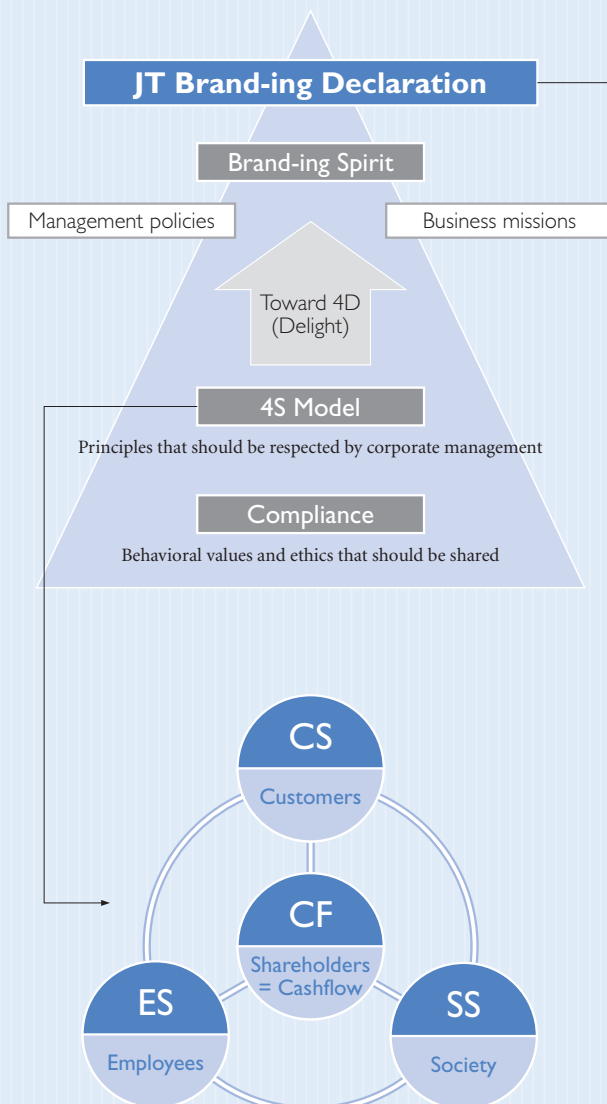 JT Brand-ing Declaration
Brand-ing Spirit
Management policies
Business missions
Toward 4D
(Delight)
4S Model
Principles that should be respected by corporate management
Compliance
Behavioral values and ethics that should be shared
CS
Customers
CF
Shareholders
= Cashflow
ES
Employees
SS
Society